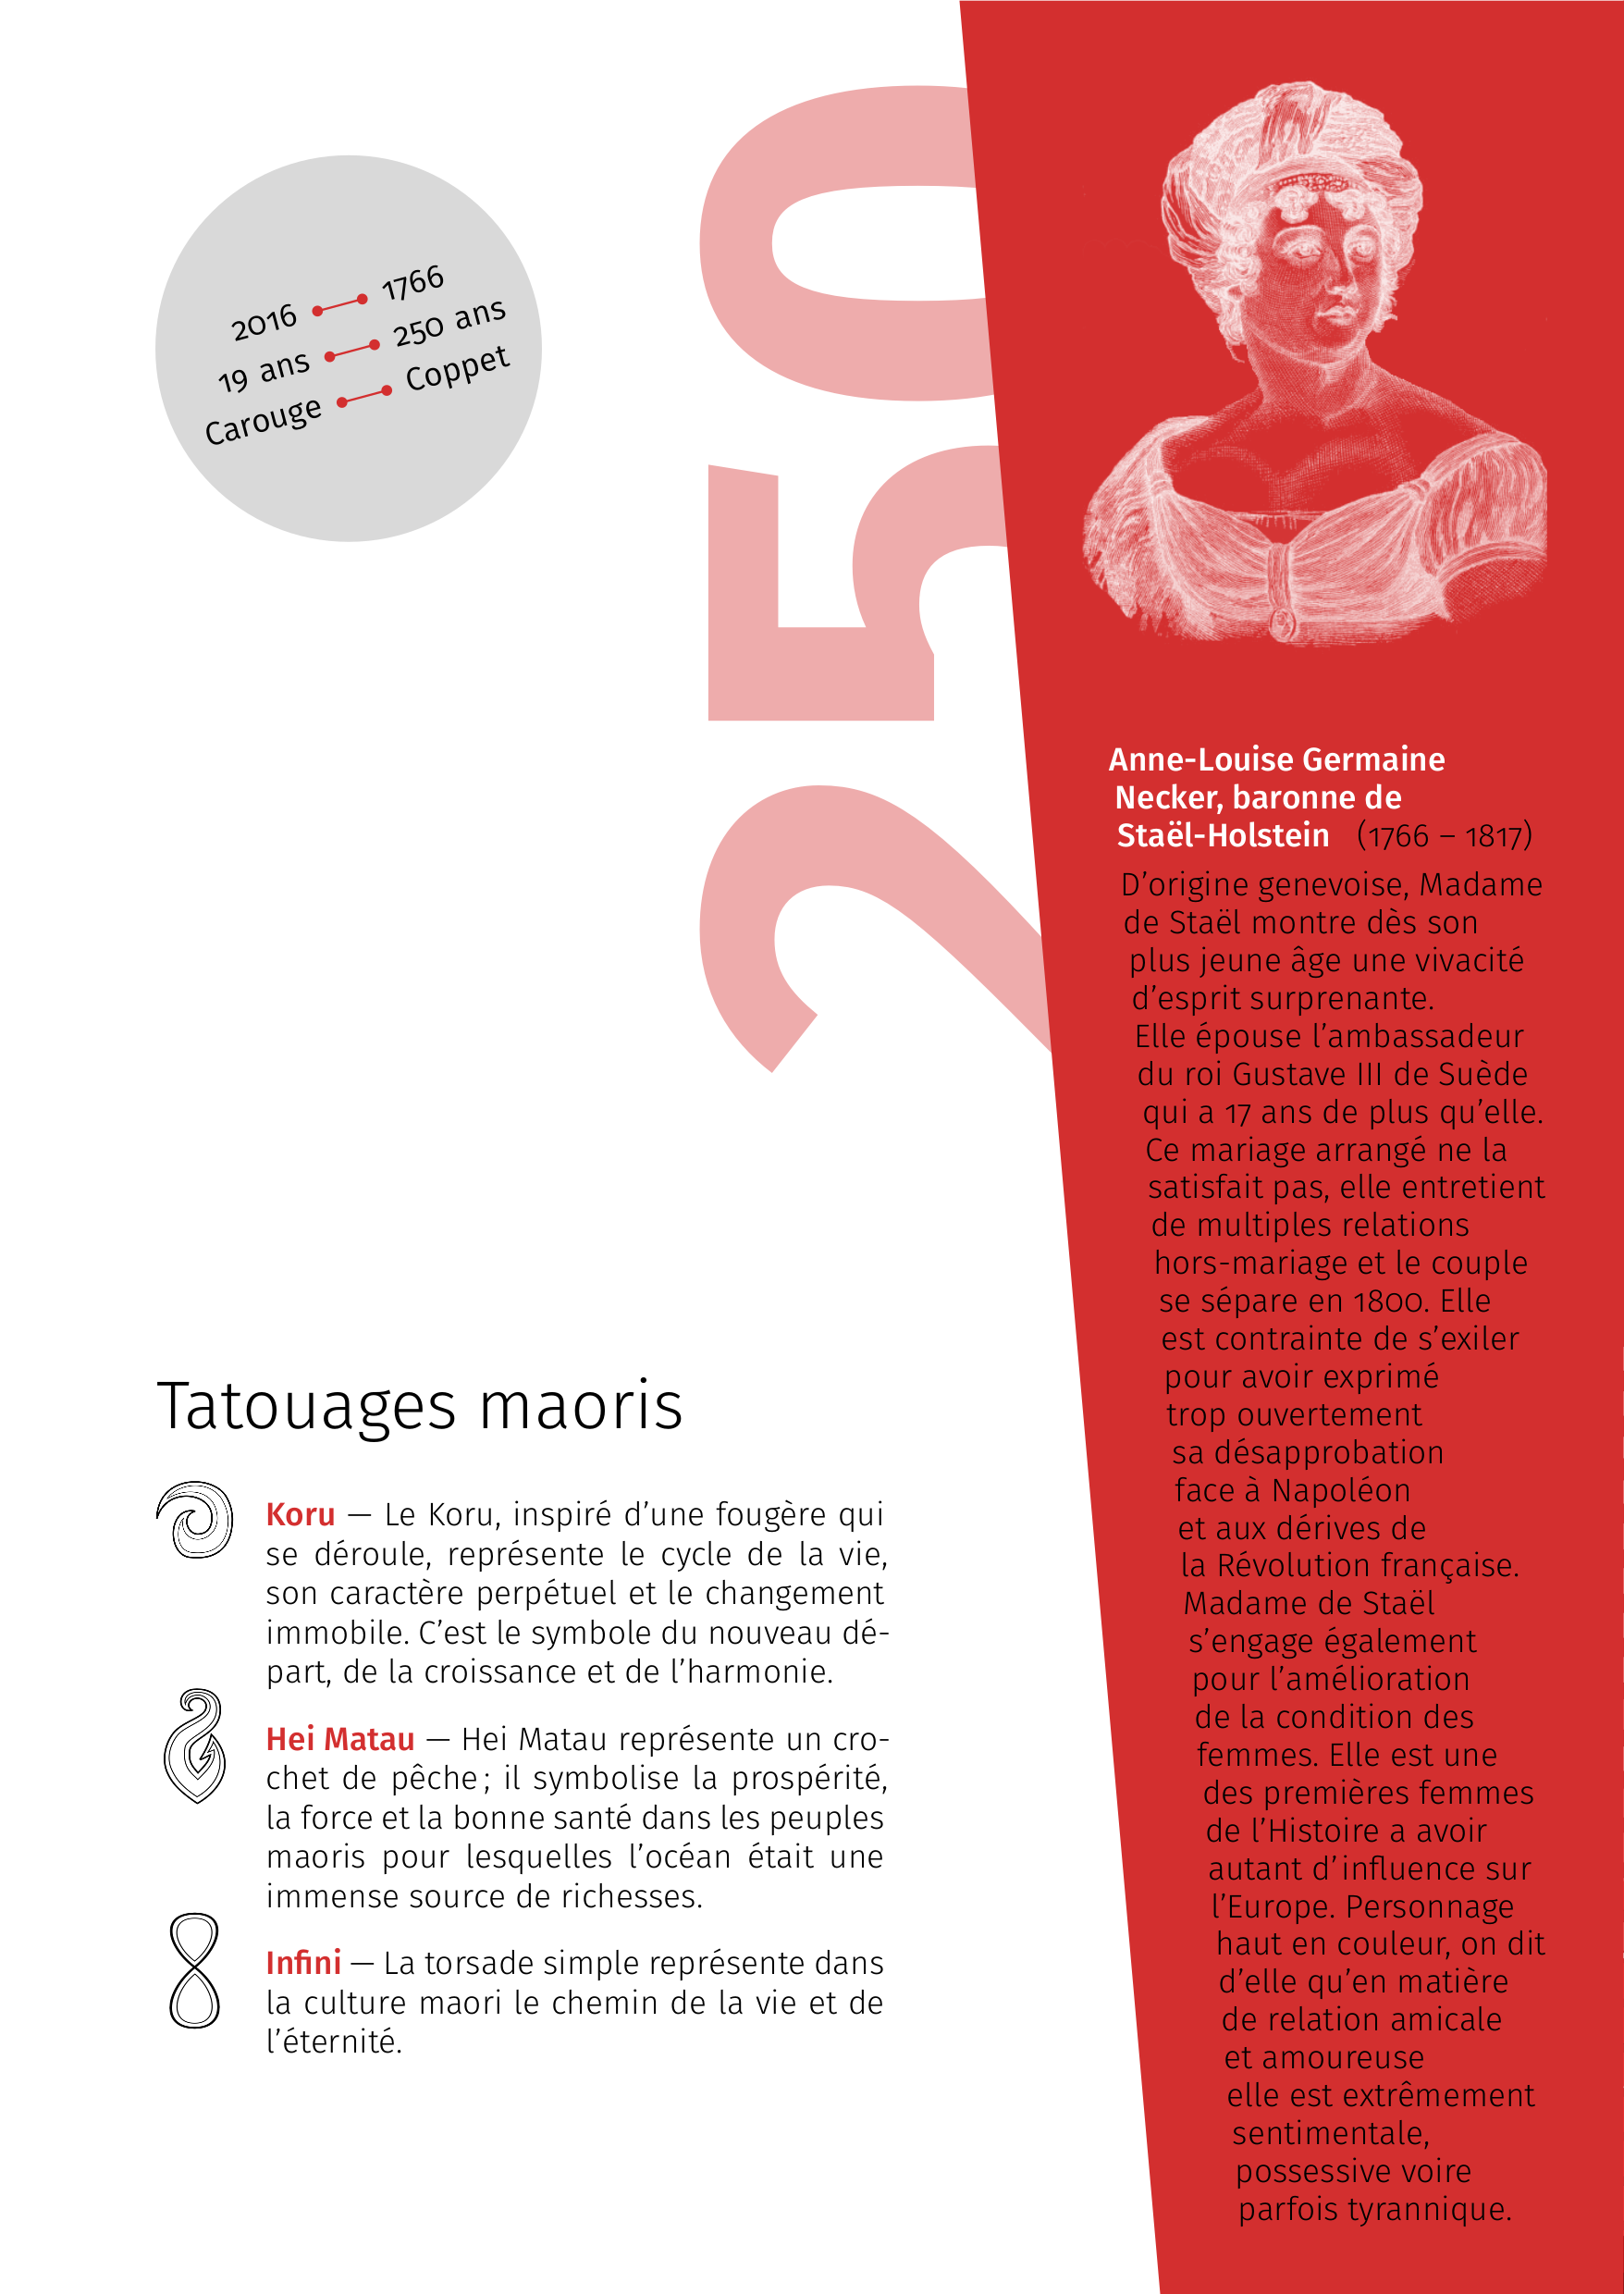 2016 1766
19 ans 250 ans
Carouge Coppet
250
Anne-Louise Germaine
Necker, baronne de
Staël-Holstein (1766 – 1817)
D’origine genevoise, Madame
de Staël montre dès son
plus jeune âge une vivacité
d’esprit surprenante.
Elle épouse l’ambassadeur
du roi Gustave III de Suède
qui a 17 ans de plus qu’elle.
Ce mariage arrangé ne la
satisfait pas, elle entretient
de multiples relations
hors-mariage et le couple
se sépare en 1800. Elle
est contrainte de s’exiler
pour avoir exprimé
trop ouvertement
sa désapprobation
face à Napoléon
et aux dérives de
la Révolution française.
Madame de Staël
s’engage également
pour l’amélioration
de la condition des
femmes. Elle est une
des premières femmes
de l’Histoire a avoir
autant d’influence sur
l’Europe. Personnage
haut en couleur, on dit
d’elle qu’en matière
de relation amicale
et amoureuse
elle est extrêmement
sentimentale,
possessive voire
parfois tyrannique.
Tatouages maoris
Koru — Le Koru, inspiré d’une fougère qui
se déroule, représente le cycle de la vie,
son caractère perpétuel et le changement
immobile. C’est le symbole du nouveau dé-
part, de la croissance et de l’harmonie.
Hei Matau — Hei Matau représente un cro-
chet de pêche ; il symbolise la prospérité,
la force et la bonne santé dans les peuples
maoris pour lesquelles l’océan était une
immense source de richesses.
Infini — La torsade simple représente dans
la culture maori le chemin de la vie et de
l’éternité.